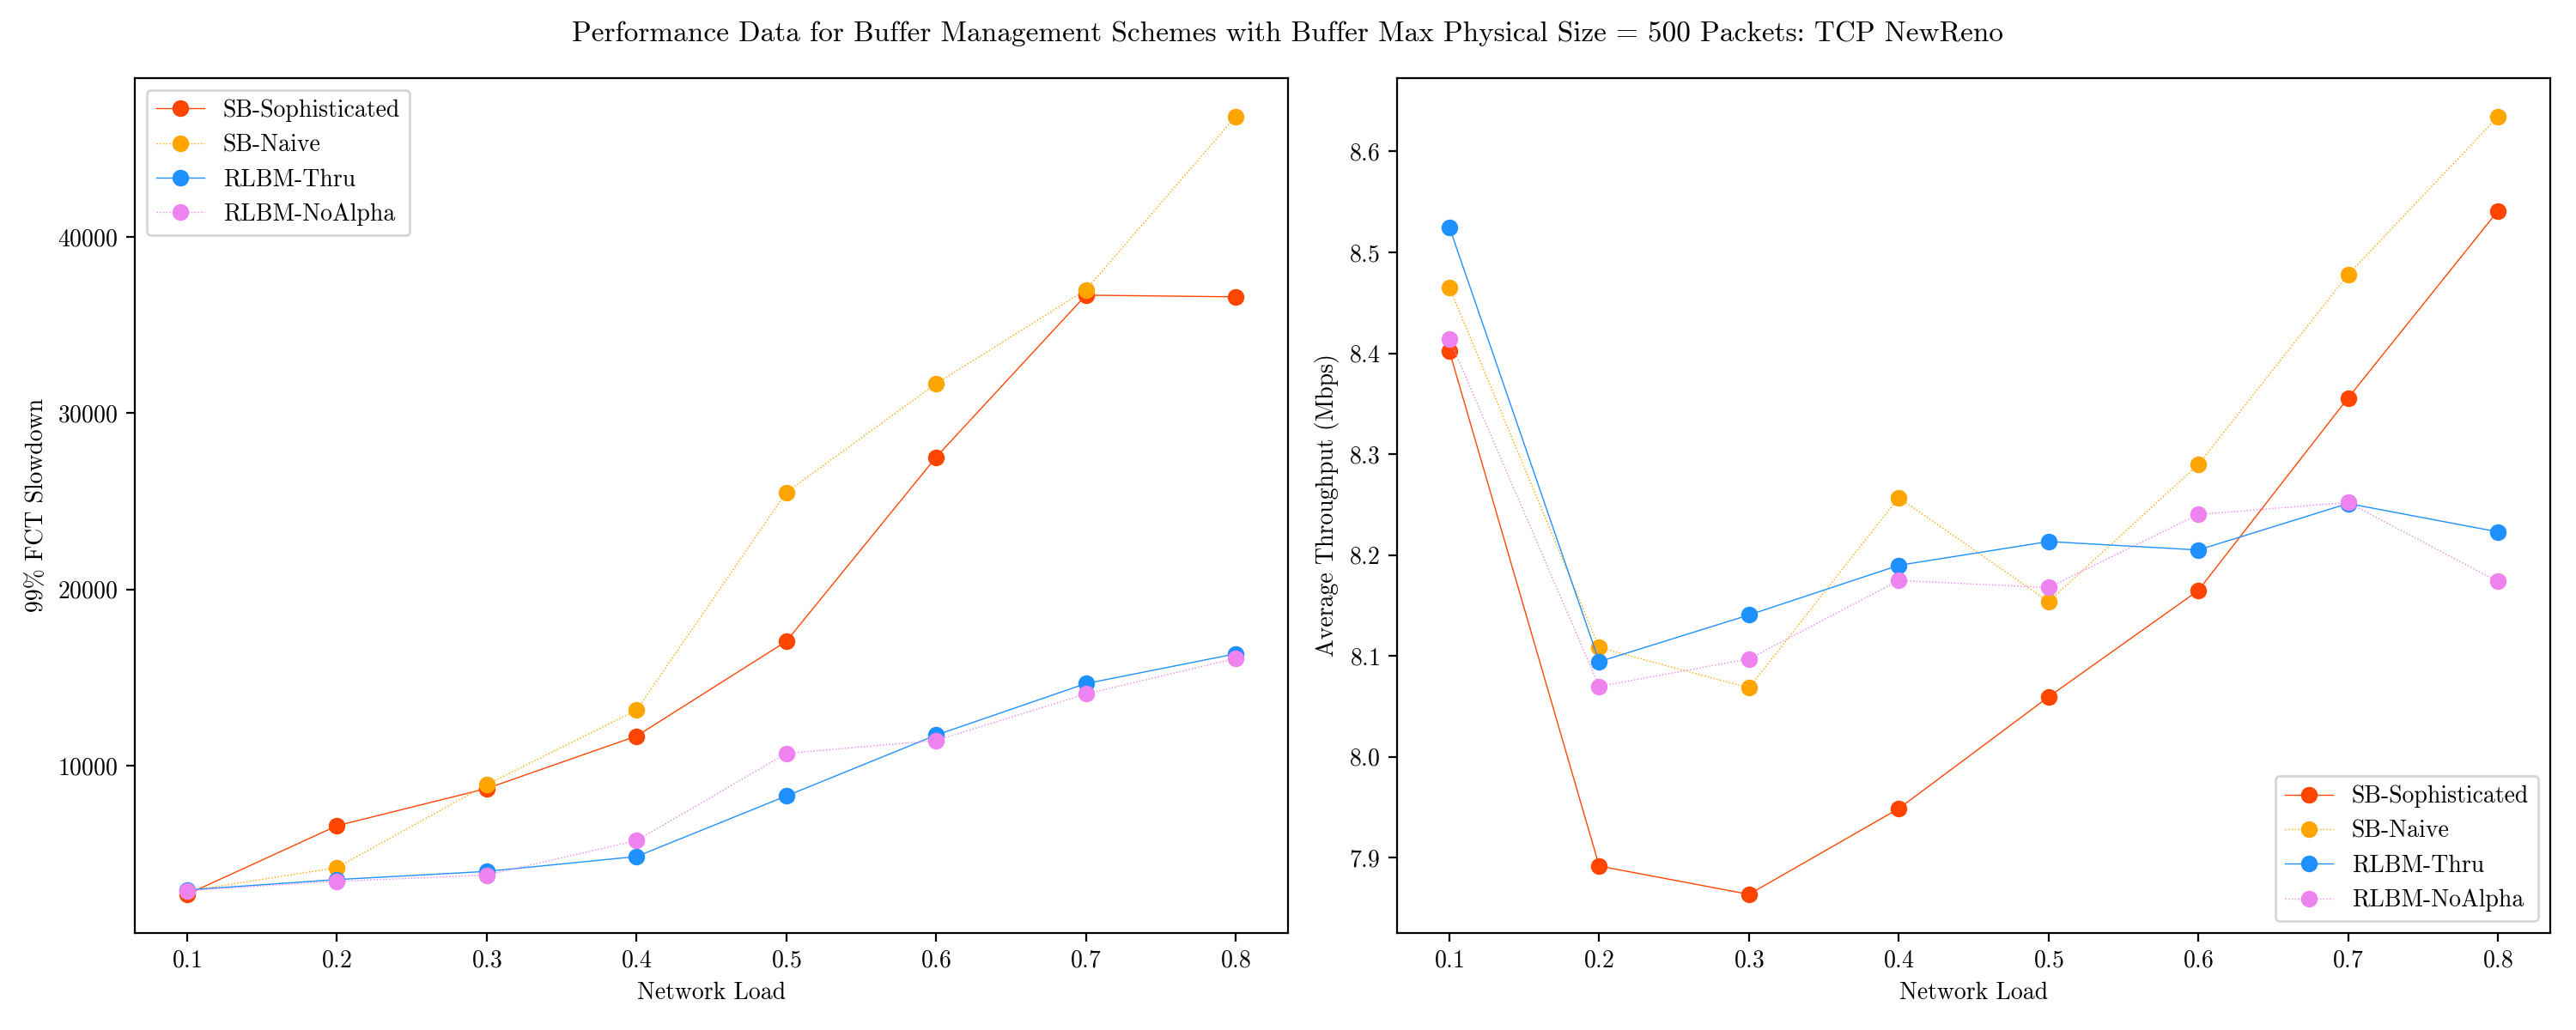 Performance Data for Buffer Management Schemes with Buffer Max Physical Size = 500 Packets: TCP NewReno
SB-Sophisticated
SB-Naive
RLBM-Thru
RLBM-NoAlpha
40000
30000
20000
10000
99% FCT Slowdown
0.1 0.2 0.3 0.4 0.5 0.6 0.7 0.8
Network Load
8.6
8.5
8.4
8.3
8.2
8.1
8.0
7.9
Average Throughput (Mbps)
SB-Sophisticated
SB-Naive
RLBM-Thru
RLBM-NoAlpha
0.1 0.2 0.3 0.4 0.5 0.6 0.7 0.8
Network Load